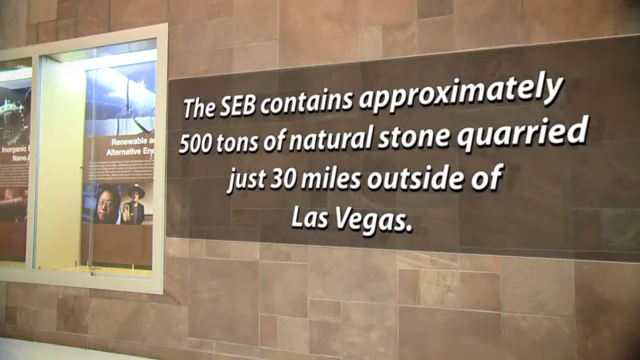 The SEB contains approximately
500 tons of natural stone quarried
just 30 miles outside of
Las Vegas.
Inorganic
Nano
Renewable a
Alternative En